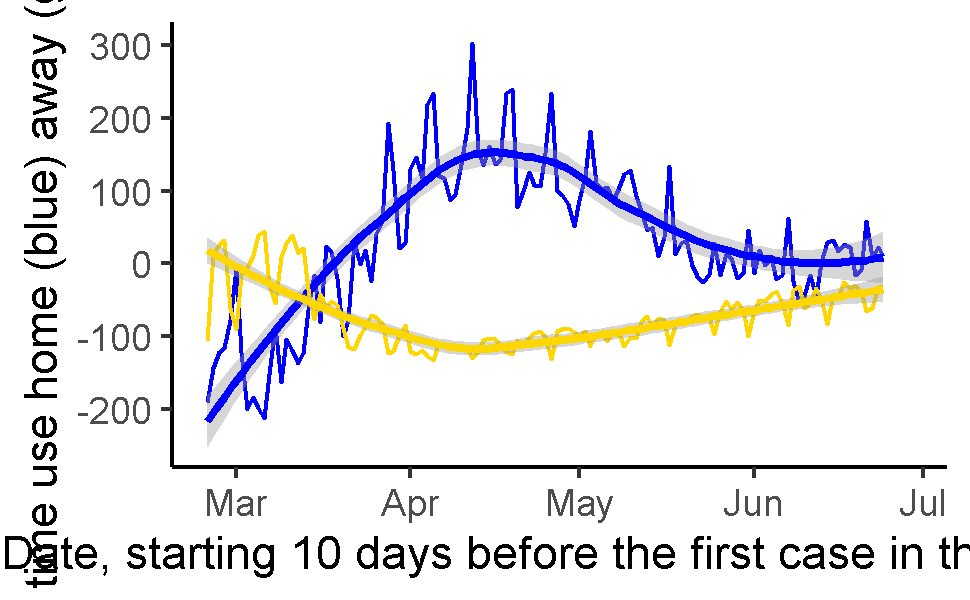 time use home (blue) away (
300
200
100
0
-100
-200
Mar Apr May Jun Jul
Date, starting 10 days before the first case in th